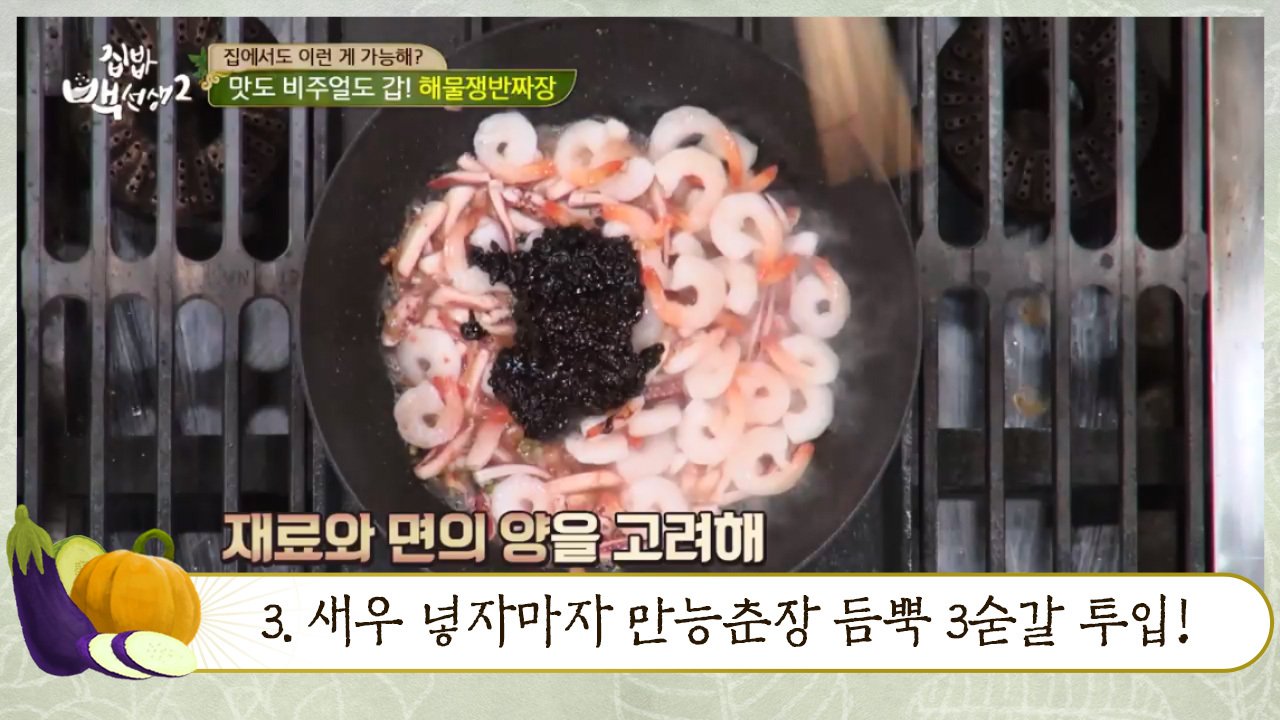 집밥
백선생2
집에서도 이런 게 가능해?
맛도 비주얼도 갑! 해물쟁반짜장
재료와 면의 양을 고려해
3. 새우 넣자마자 만능춘장 듬뿍 3숟갈 투입!